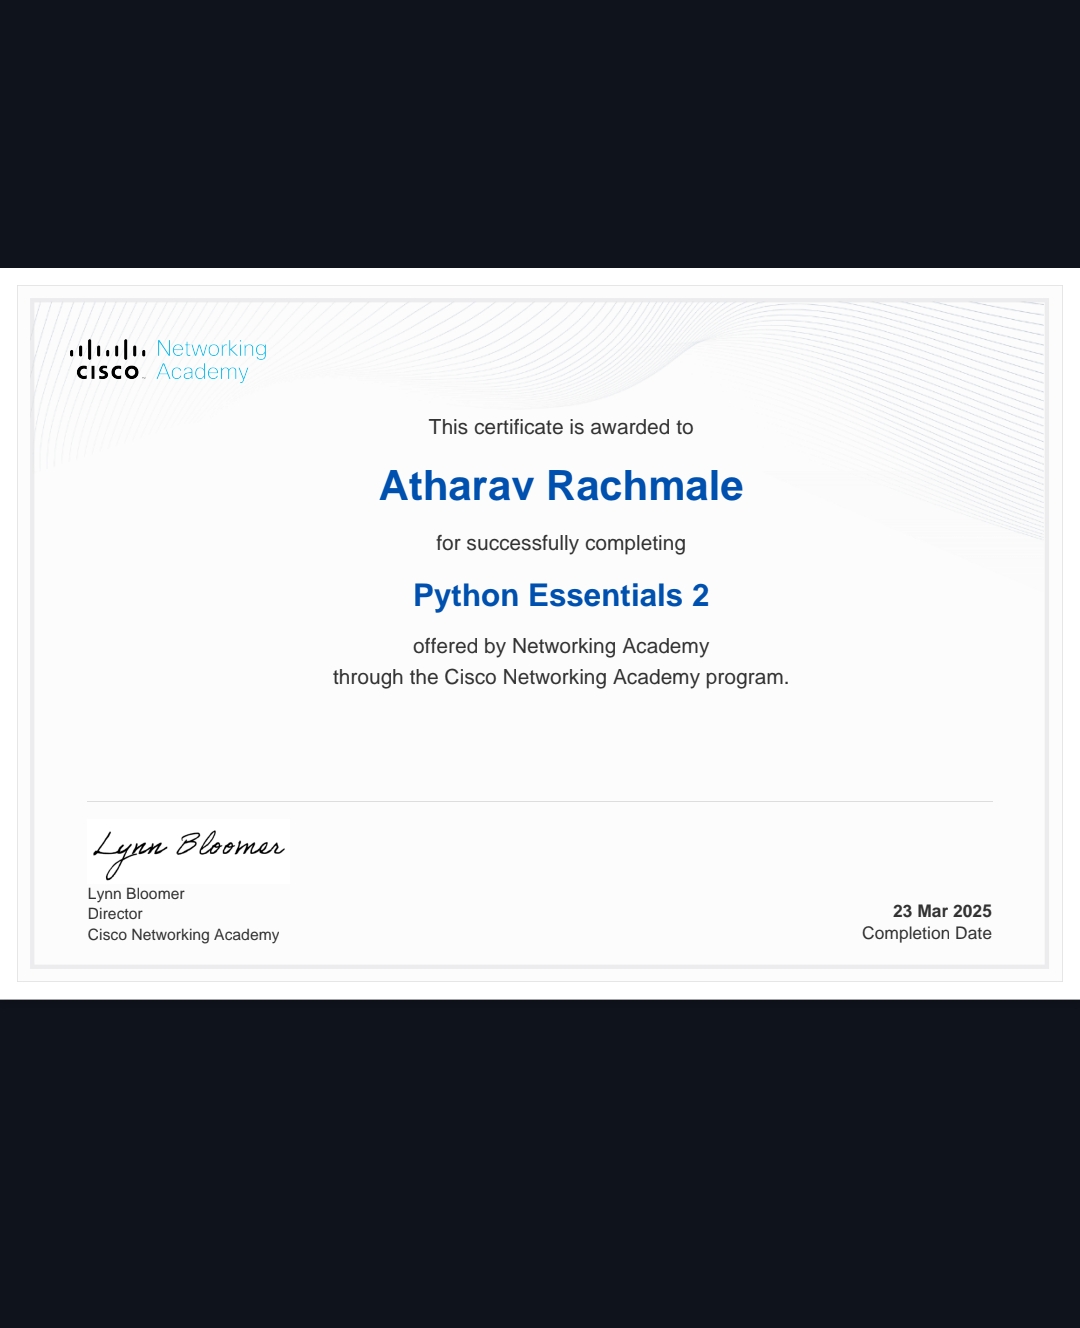 CISCO
Networking
Academy
This certificate is awarded to
Atharav Rachmale
for successfully completing
Python Essentials 2
offered by Networking Academy
through the Cisco Networking Academy program.
Lynn Bloomer
Lynn Bloomer
Director
Cisco Networking Academy
23 Mar 2025
Completion Date